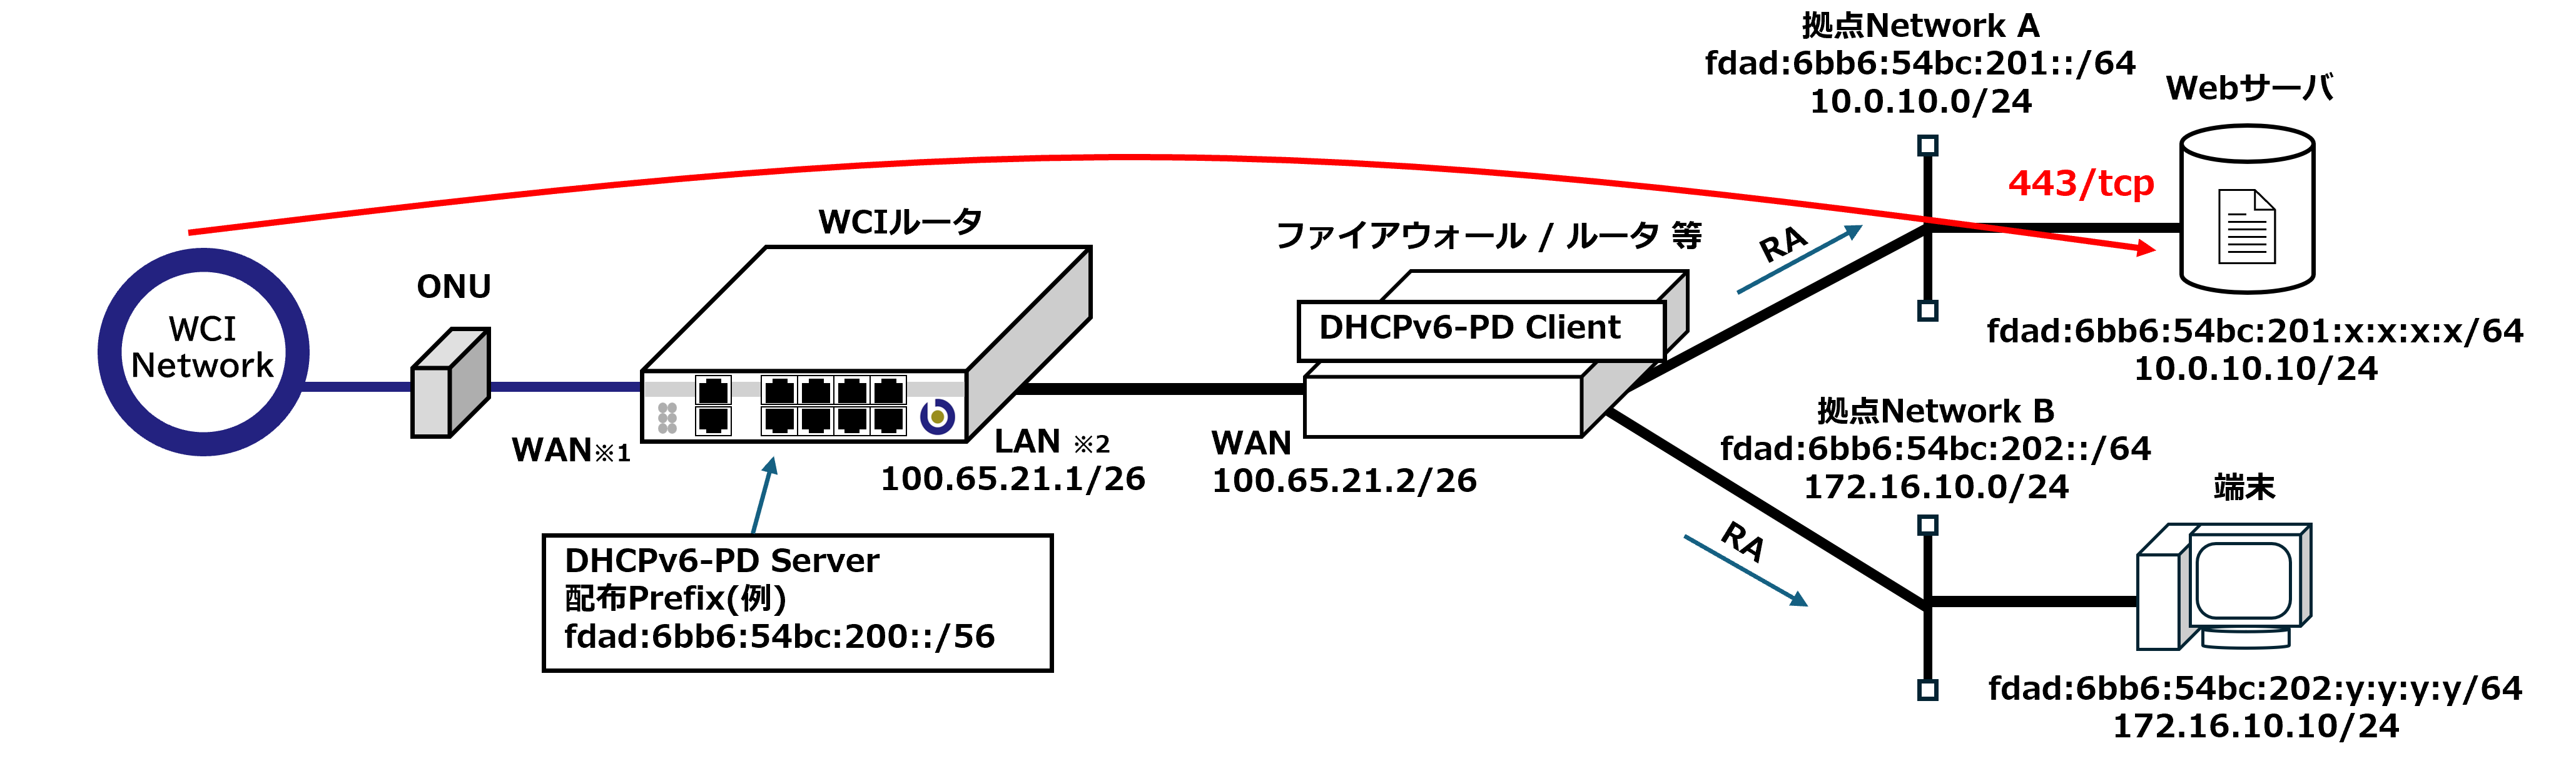 拠点Network A
fdad:6bb6:54bc:201::/64
10.0.10.0/24
Webサーバ
443/tcp
WCIルータ
ファイアウォール / ルータ 等
RA
ONU
WCI
Network
DHCPv6-PD Client
fdad:6bb6:54bc:201:x:x:x:x/64
10.0.10.10/24
WAN※1
LAN ※2
100.65.21.1/26
WAN
100.65.21.2/26
拠点Network B
fdad:6bb6:54bc:202::/64
172.16.10.0/24
端末
RA
DHCPv6-PD Server
配布Prefix(例)
fdad:6bb6:54bc:200::/56
fdad:6bb6:54bc:202:y:y:y:y/64
172.16.10.10/24